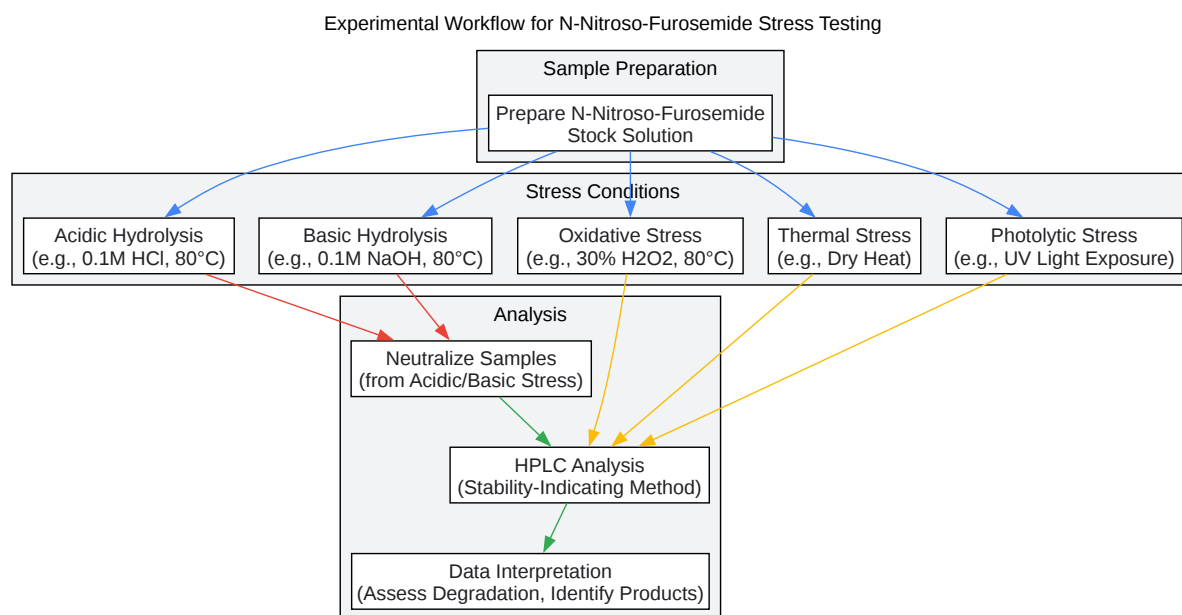 Experimental Workflow for N-Nitroso-Furosemide Stress Testing
Sample Preparation
Prepare N-Nitroso-Furosemide
Stock Solution
Stress Conditions
Acidic Hydrolysis
(e.g., 0.1M HCl, 80°C)
Basic Hydrolysis
(e.g., 0.1M NaOH, 80°C)
Oxidative Stress
(e.g., 30% H2O2, 80°C)
Thermal Stress
(e.g., Dry Heat)
Photolytic Stress
(e.g., UV Light Exposure)
Analysis
Neutralize Samples
(from Acidic/Basic Stress)
HPLC Analysis
(Stability-Indicating Method)
Data Interpretation
(Assess Degradation, Identify Products)